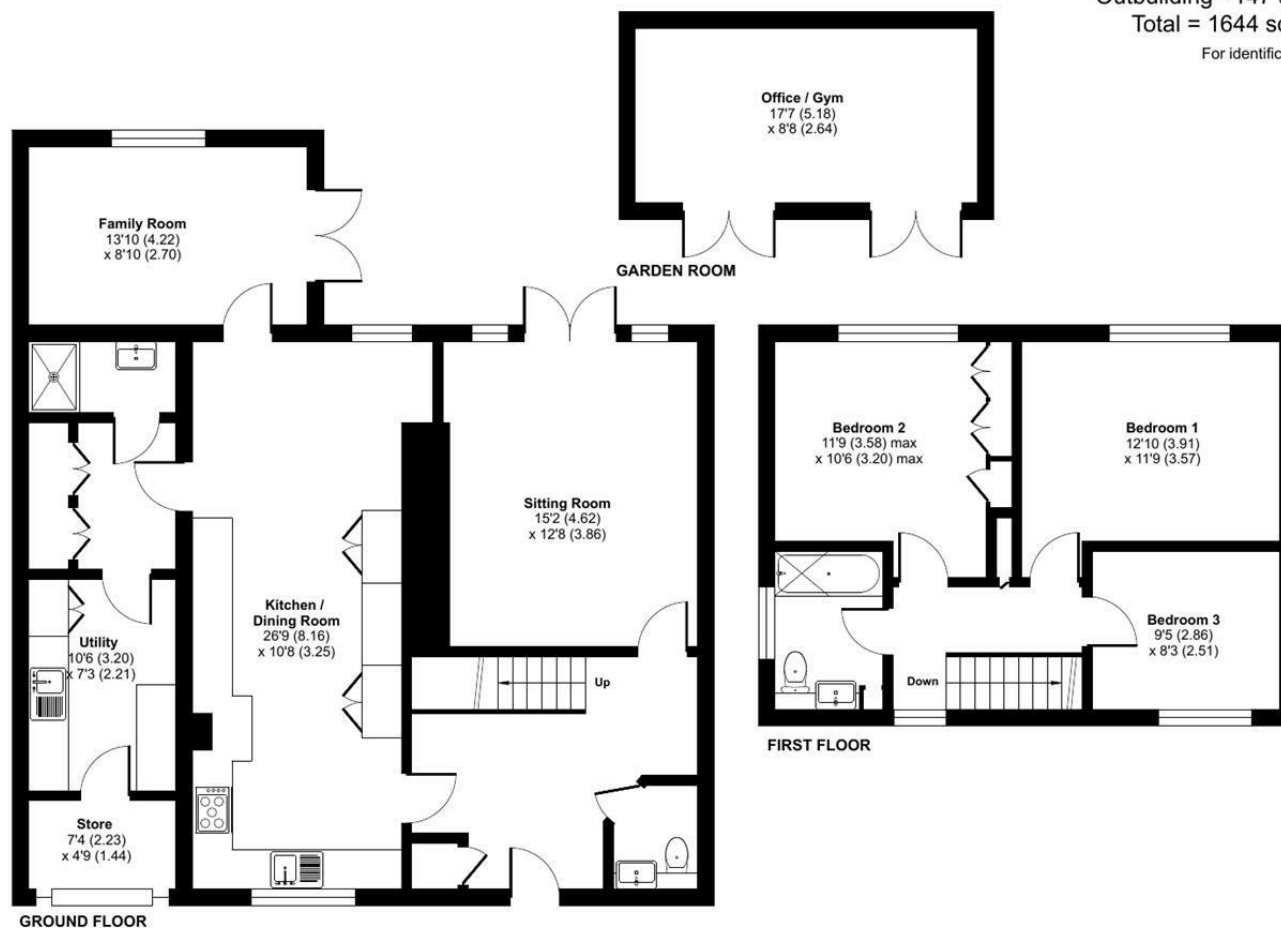 Outbuilding = 147
Total = 1644 sq
For identific
Office / Gym
17'7 (5.18)
x 8'8 (2.64)
GARDEN ROOM
Family Room
13'10 (4.22)
x 8'10 (2.70)
Sitting Room
15'2 (4.62)
x 12'8 (3.86)
Kitchen /
Dining Room
26'9 (8.16)
x 10'8 (3.25)
Utility
10'6 (3.20)
x 7'3 (2.21)
Up
Store
7'4 (2.23)
x 4'9 (1.44)
GROUND FLOOR
Bedroom 2
11'9 (3.58) max
x 10'6 (3.20) max
Bedroom 1
12'10 (3.91)
x 11'9 (3.57)
Bedroom 3
9'5 (2.86)
x 8'3 (2.51)
Down
FIRST FLOOR